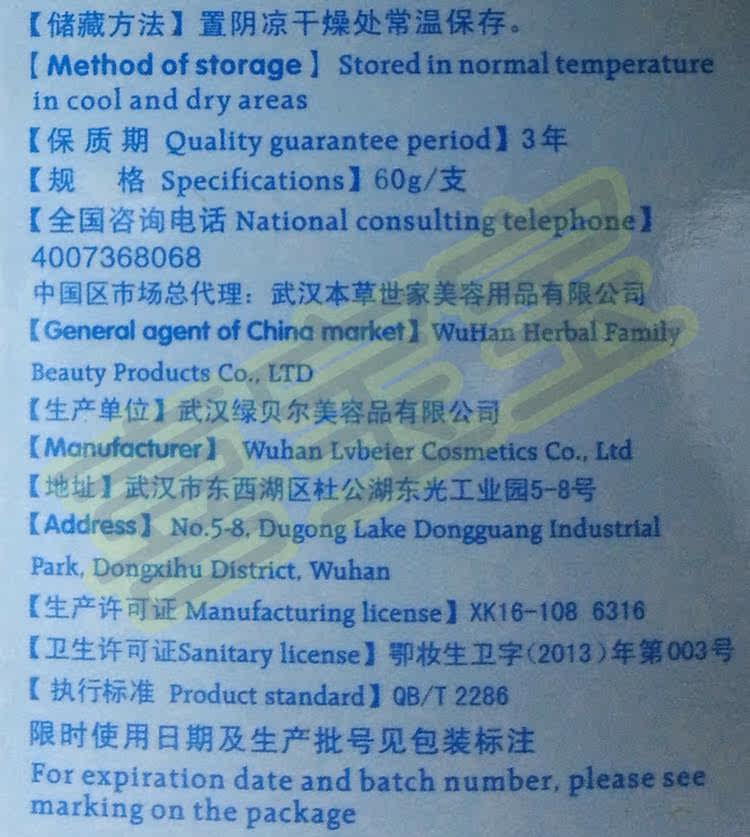 【储藏方法】置阴凉干燥处常温保存。
【Method of storage】 Stored in normal temperature
in cool and dry areas
【保 质 期 Quality guarantee period】3年
【规 格 Specifications】60g/支
【全国咨询电话 National consulting telephone】
4007368068
中国区市场总代理：武汉本草世家美容用品有限公司
【General agent of China market】WuHan Herbal Family
Beauty Products Co., LTD
【生产单位】武汉绿贝尔美容品有限公司
【Manufacturer】 Wuhan Lvbeier Cosmetics Co., Ltd
【地址】武汉市东西湖区杜公湖东光工业园5-8号
【Address】 No.5-8, Dugong Lake Dongguang Industrial
Park, Dongxihu District, Wuhan
【生产许可证 Manufacturing license】XK16-108 6316
【卫生许可证Sanitary license】鄂妆生卫字(2013)年第003号
【 执行标准 Product standard】QB/T 2286
限时使用日期及生产批号见包装标注
For expiration date and batch number, please see
marking on the package